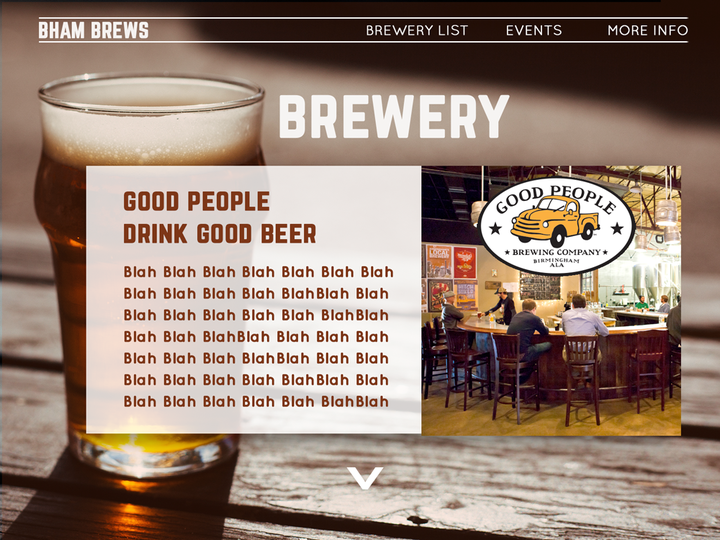 BHAM BREWS
BREWERY LIST EVENTS MORE INFO
BREWERY
GOOD PEOPLE
DRINK GOOD BEER
Blah Blah Blah Blah Blah Blah Blah
Blah Blah Blah Blah BlahBlah Blah
Blah Blah Blah Blah Blah BlahBlah
Blah Blah BlahBlah Blah Blah Blah
Blah Blah Blah BlahBlah Blah Blah
Blah Blah Blah Blah BlahBlah Blah
Blah Blah Blah Blah Blah BlahBlah
GOOD PEOPLE
BREWING COMPANY
BIRMINGHAM
ALA